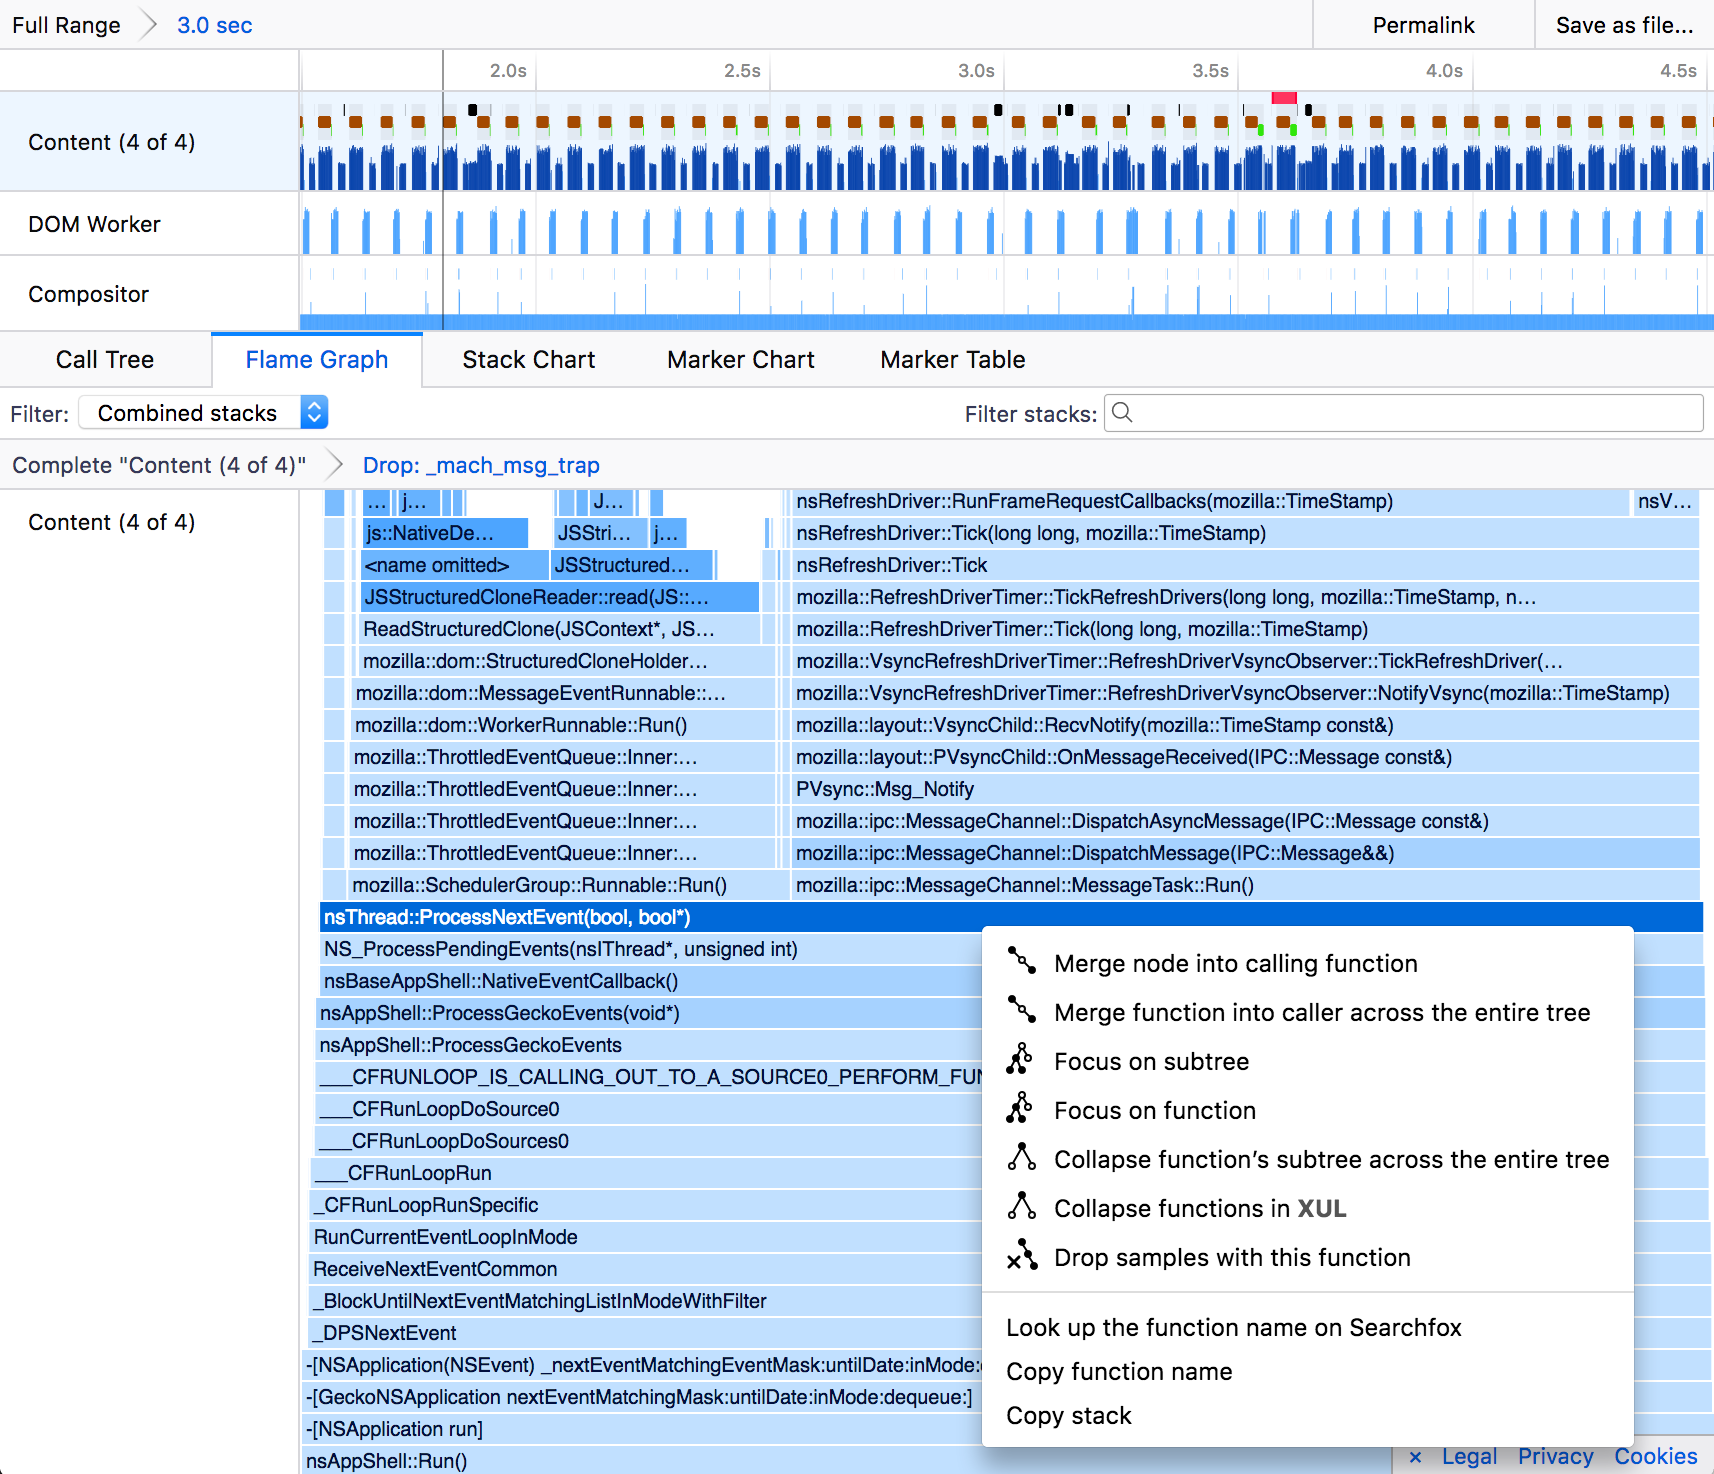 Full Range
3.0 sec
Permalink
Save as file...
2.0s
2.5s
3.0s
3.5s
4.0s
4.5s
Content (4 of 4)
DOM Worker
Compositor
Call Tree
Flame Graph
Stack Chart
Marker Chart
Marker Table
Filter:
Combined stacks
Filter stacks:
Complete "Content (4 of 4)"
Drop: _mach_msg_trap
Content (4 of 4)
... j... J... nsRefreshDriver::RunFrameRequestCallbacks(mozilla::TimeStamp) nsV...
js::NativeDe... JSStri... j... nsRefreshDriver::Tick(long long, mozilla::TimeStamp)
<name omitted> JSStructured... nsRefreshDriver::Tick
JSStructuredCloneReader::read(JS::... mozilla::RefreshDriverTimer::TickRefreshDrivers(long long, mozilla::TimeStamp, n...
ReadStructuredClone(JSContext*, JS... mozilla::RefreshDriverTimer::Tick(long long, mozilla::TimeStamp)
mozilla::dom::StructuredCloneHolder... mozilla::VsyncRefreshDriverTimer::RefreshDriverVsyncObserver::TickRefreshDriver(...
mozilla::dom::MessageEventRunnable::... mozilla::VsyncRefreshDriverTimer::RefreshDriverVsyncObserver::NotifyVsync(mozilla::TimeStamp)
mozilla::dom::WorkerRunnable::Run() mozilla::layout::VsyncChild::RecvNotify(mozilla::TimeStamp const&)
mozilla::ThrottledEventQueue::Inner:... mozilla::layout::PVsyncChild::OnMessageReceived(IPC::Message const&)
mozilla::ThrottledEventQueue::Inner:... PVsync::Msg_Notify
mozilla::ThrottledEventQueue::Inner:... mozilla::ipc::MessageChannel::DispatchAsyncMessage(IPC::Message const&)
mozilla::ThrottledEventQueue::Inner:... mozilla::ipc::MessageChannel::DispatchMessage(IPC::Message&&)
mozilla::SchedulerGroup::Runnable::Run() mozilla::ipc::MessageChannel::MessageTask::Run()
nsThread::ProcessNextEvent(bool, bool*)
NS_ProcessPendingEvents(nsIThread*, unsigned int)
nsBaseAppShell::NativeEventCallback()
nsAppShell::ProcessGeckoEvents(void*)
nsAppShell::ProcessGeckoEvents
___CFRUNLOOP_IS_CALLING_OUT_TO_A_SOURCE0_PERFORM_FUN
___CFRunLoopDoSource0
___CFRunLoopDoSources0
___CFRunLoopRun
_CFRunLoopRunSpecific
RunCurrentEventLoopInMode
ReceiveNextEventCommon
_BlockUntilNextEventMatchingListInModeWithFilter
_DPSNextEvent
-[NSApplication(NSEvent) _nextEventMatchingEventMask:untilDate:inMode:
-[GeckoNSApplication nextEventMatchingMask:untilDate:inMode:dequeue:]
-[NSApplication run]
nsAppShell::Run()
Merge node into calling function
Merge function into caller across the entire tree
Focus on subtree
Focus on function
Collapse function’s subtree across the entire tree
Collapse functions in XUL
Drop samples with this function
Look up the function name on Searchfox
Copy function name
Copy stack
× Legal Privacy Cookies